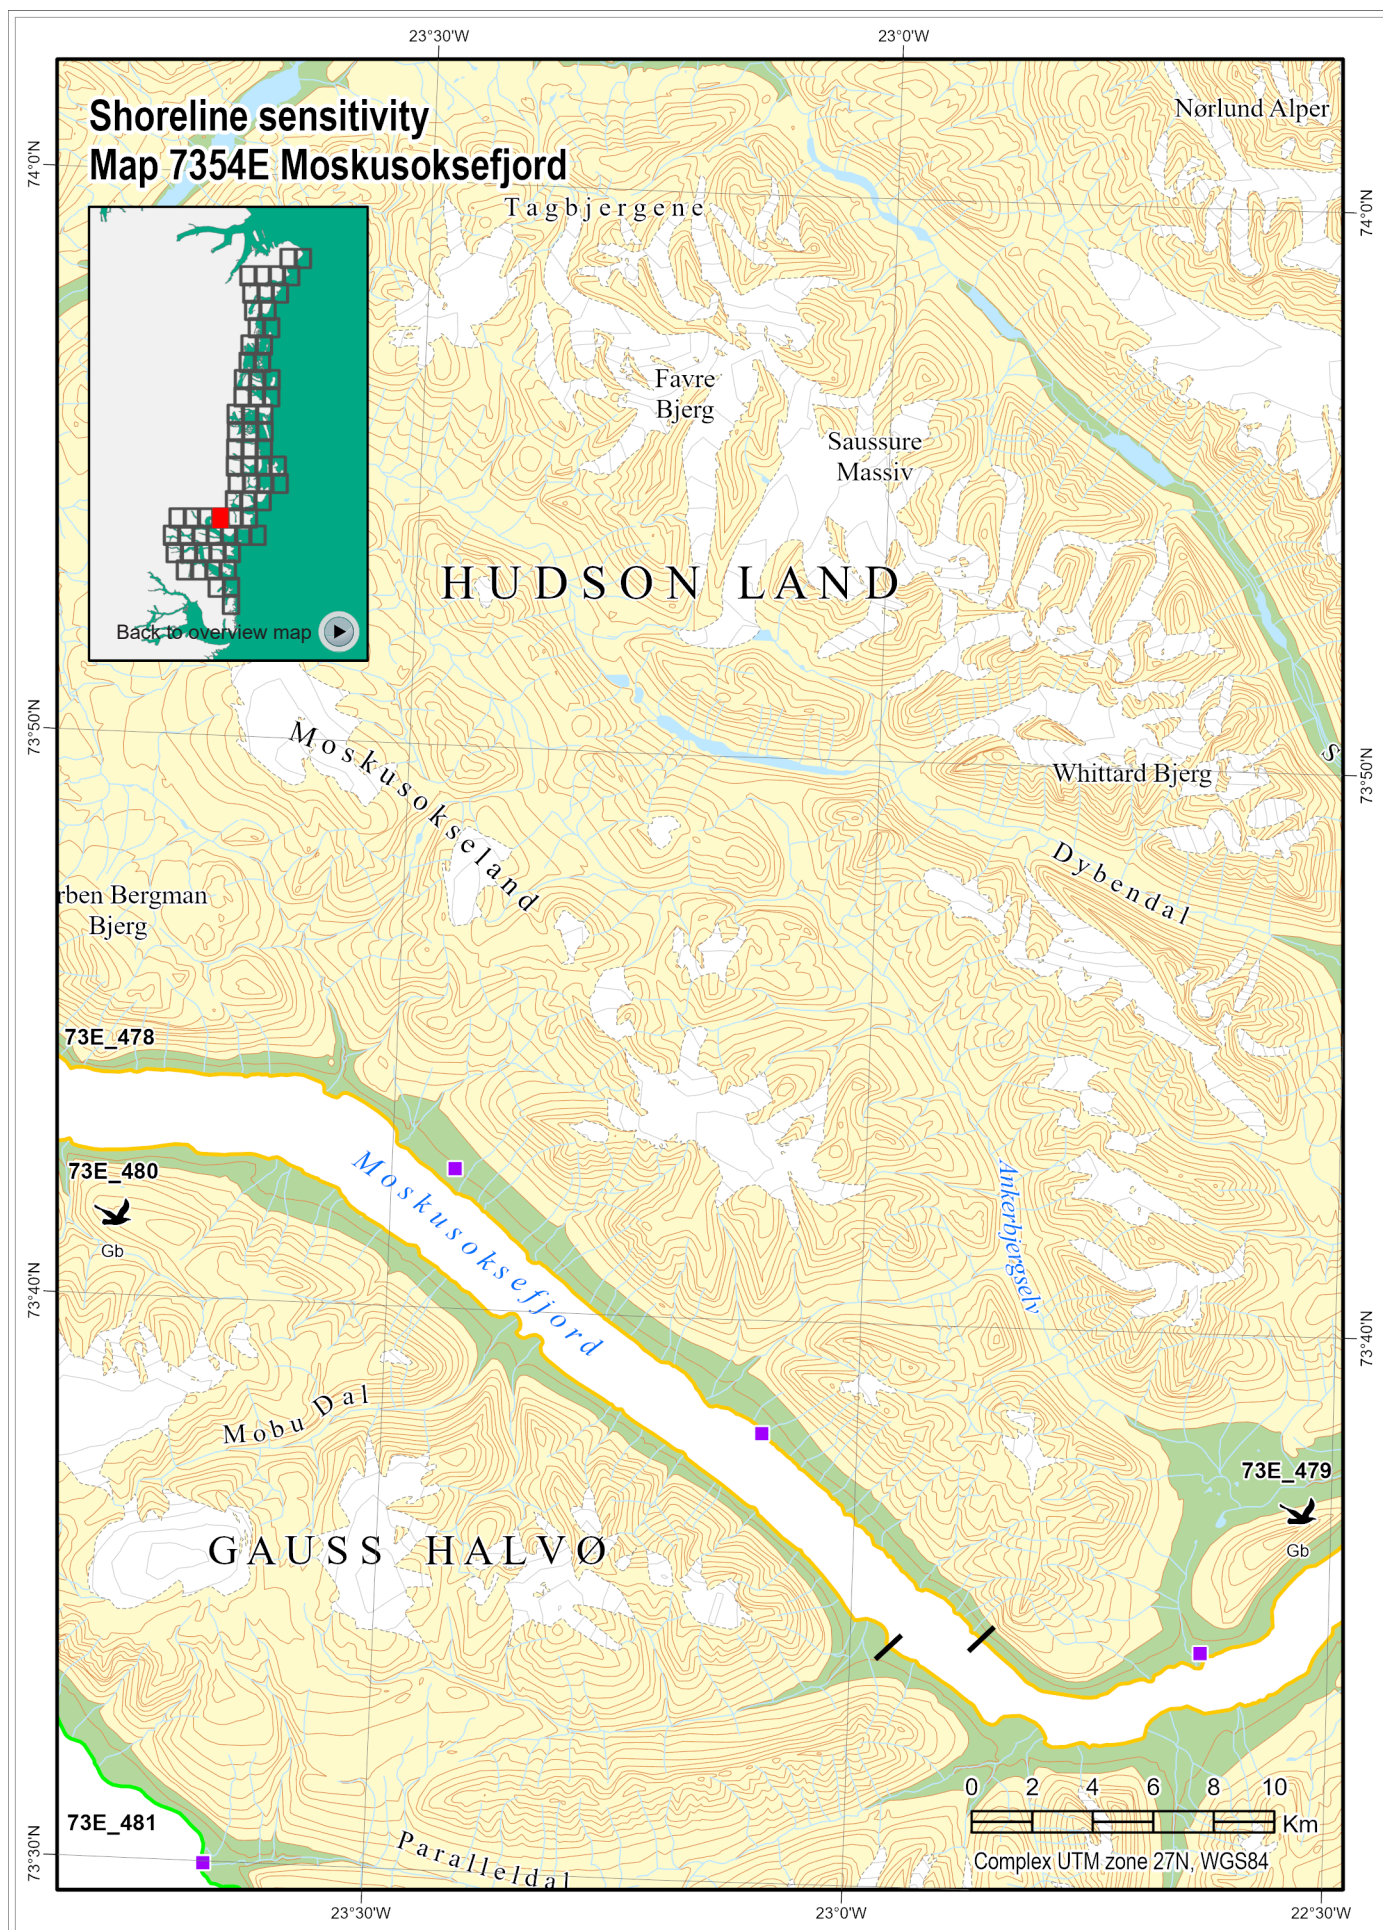 23°30'W
23°0'W
Shoreline sensitivity
Map 7354E Moskusoksefjord
Nørlund Alper
74°0'N
74°0'N
Tagbjergene
Favre
Bjerg
Saussure
Massiv
HUDSON LAND
Back to overview map
73°50'N
73°50'N
Moskusokseland
S
Whittard Bjerg
Dybendal
rben Bergman
Bjerg
73E_478
73E_480
Gb
Moskusoksefjord
Ankerbjergselv
73°40'N
73°40'N
Mobu Dal
73E_479
Gb
GAUSS HALVØ
0 2 4 6 8 10
Km
Complex UTM zone 27N, WGS84
73E_481
Paralleldal
73°30'N
23°30'W
23°0'W
22°30'W